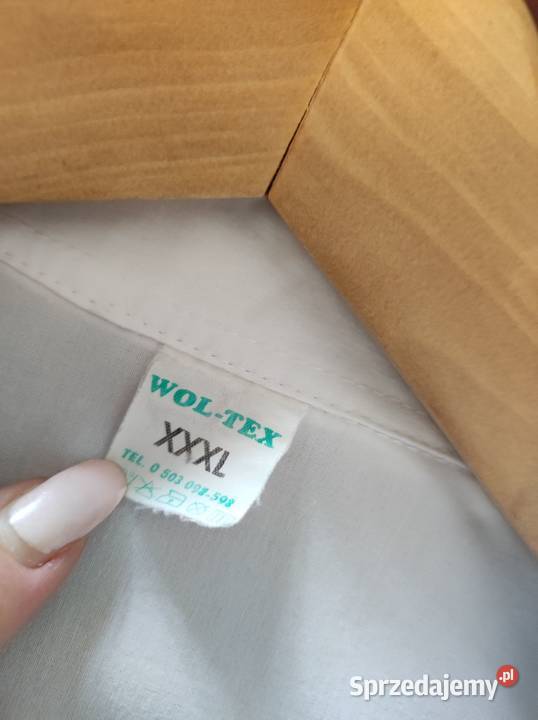 WOL-TEX
XXXL
TEL. 0 503 098-598
Sprzedajemy.pl